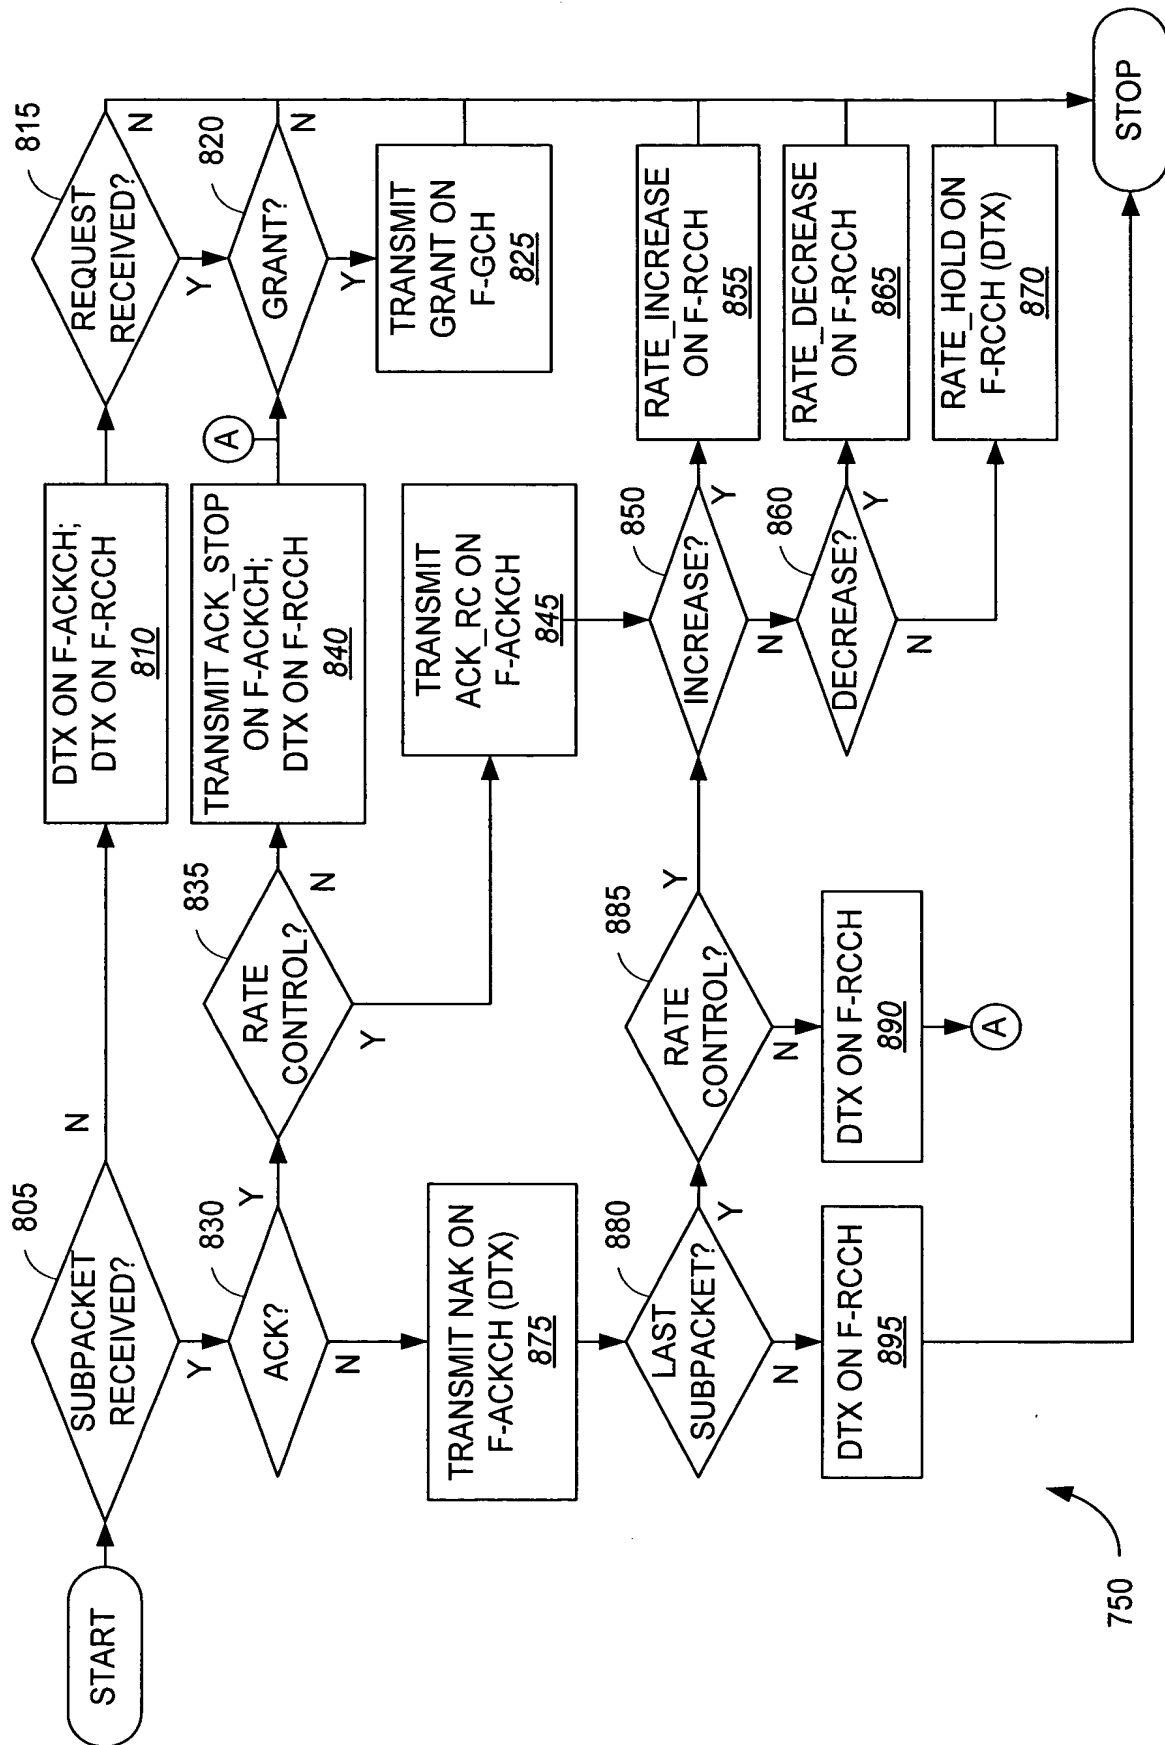 START
SUBPACKET
RECEIVED?
805
N
Y
DTX ON F-ACKCH;
DTX ON F-RCCH
810
REQUEST
RECEIVED?
815
N
Y
ACK?
830
Y
N
RATE
CONTROL?
835
N
Y
TRANSMIT ACK_STOP
ON F-ACKCH;
DTX ON F-RCCH
840
A
GRANT?
820
N
Y
TRANSMIT
GRANT ON
F-GCH
825
TRANSMIT
ACK_RC ON
F-ACKCH
845
TRANSMIT NAK ON
F-ACKCH (DTX)
875
LAST
SUBPACKET?
880
Y
N
RATE
CONTROL?
885
Y
N
INCREASE?
850
Y
N
RATE_INCREASE
ON F-RCCH
855
DECREASE?
860
Y
N
RATE_DECREASE
ON F-RCCH
865
RATE_HOLD ON
F-RCCH (DTX)
870
DTX ON F-RCCH
895
DTX ON F-RCCH
890
A
STOP
750